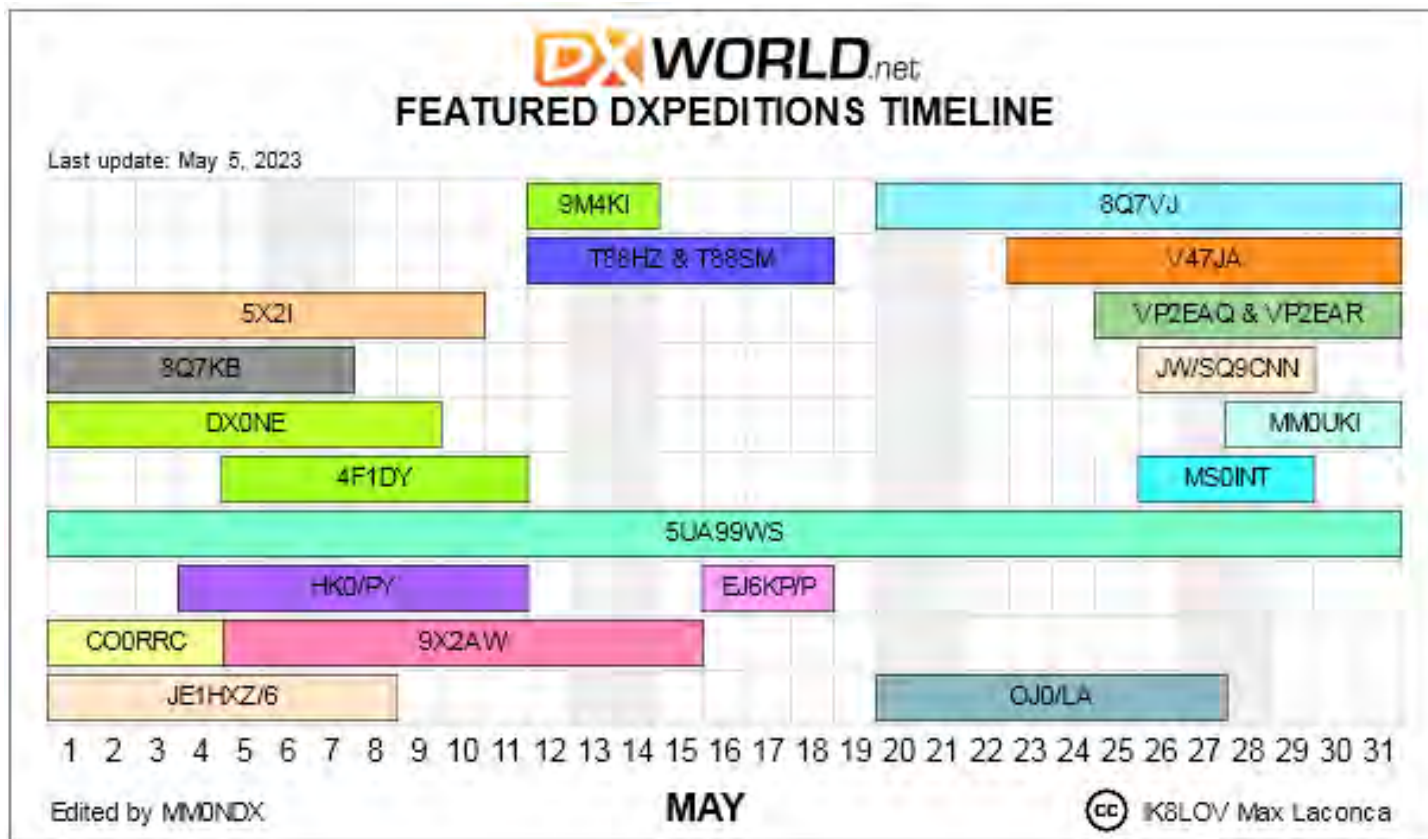 DX WORLD.net
FEATURED DXPEDITIONS TIMELINE
Last update: May 5, 2023
9M4KI 8Q7VJ
T88HZ & T88SM V47JA
5X2I VP2EAQ & VP2EAR
8Q7KB JW/SQ9CNN
DX0NE MM0UKI
4F1DY MS0INT
5UA99WS
HK0/PY EJ6KP/P
CO0RRC 9X2AW
JE1HXZ/6 OJ0/LA
1 2 3 4 5 6 7 8 9 10 11 12 13 14 15 16 17 18 19 20 21 22 23 24 25 26 27 28 29 30 31
Edited by MM0NDX MAY cc IK8LOV Max Laconca